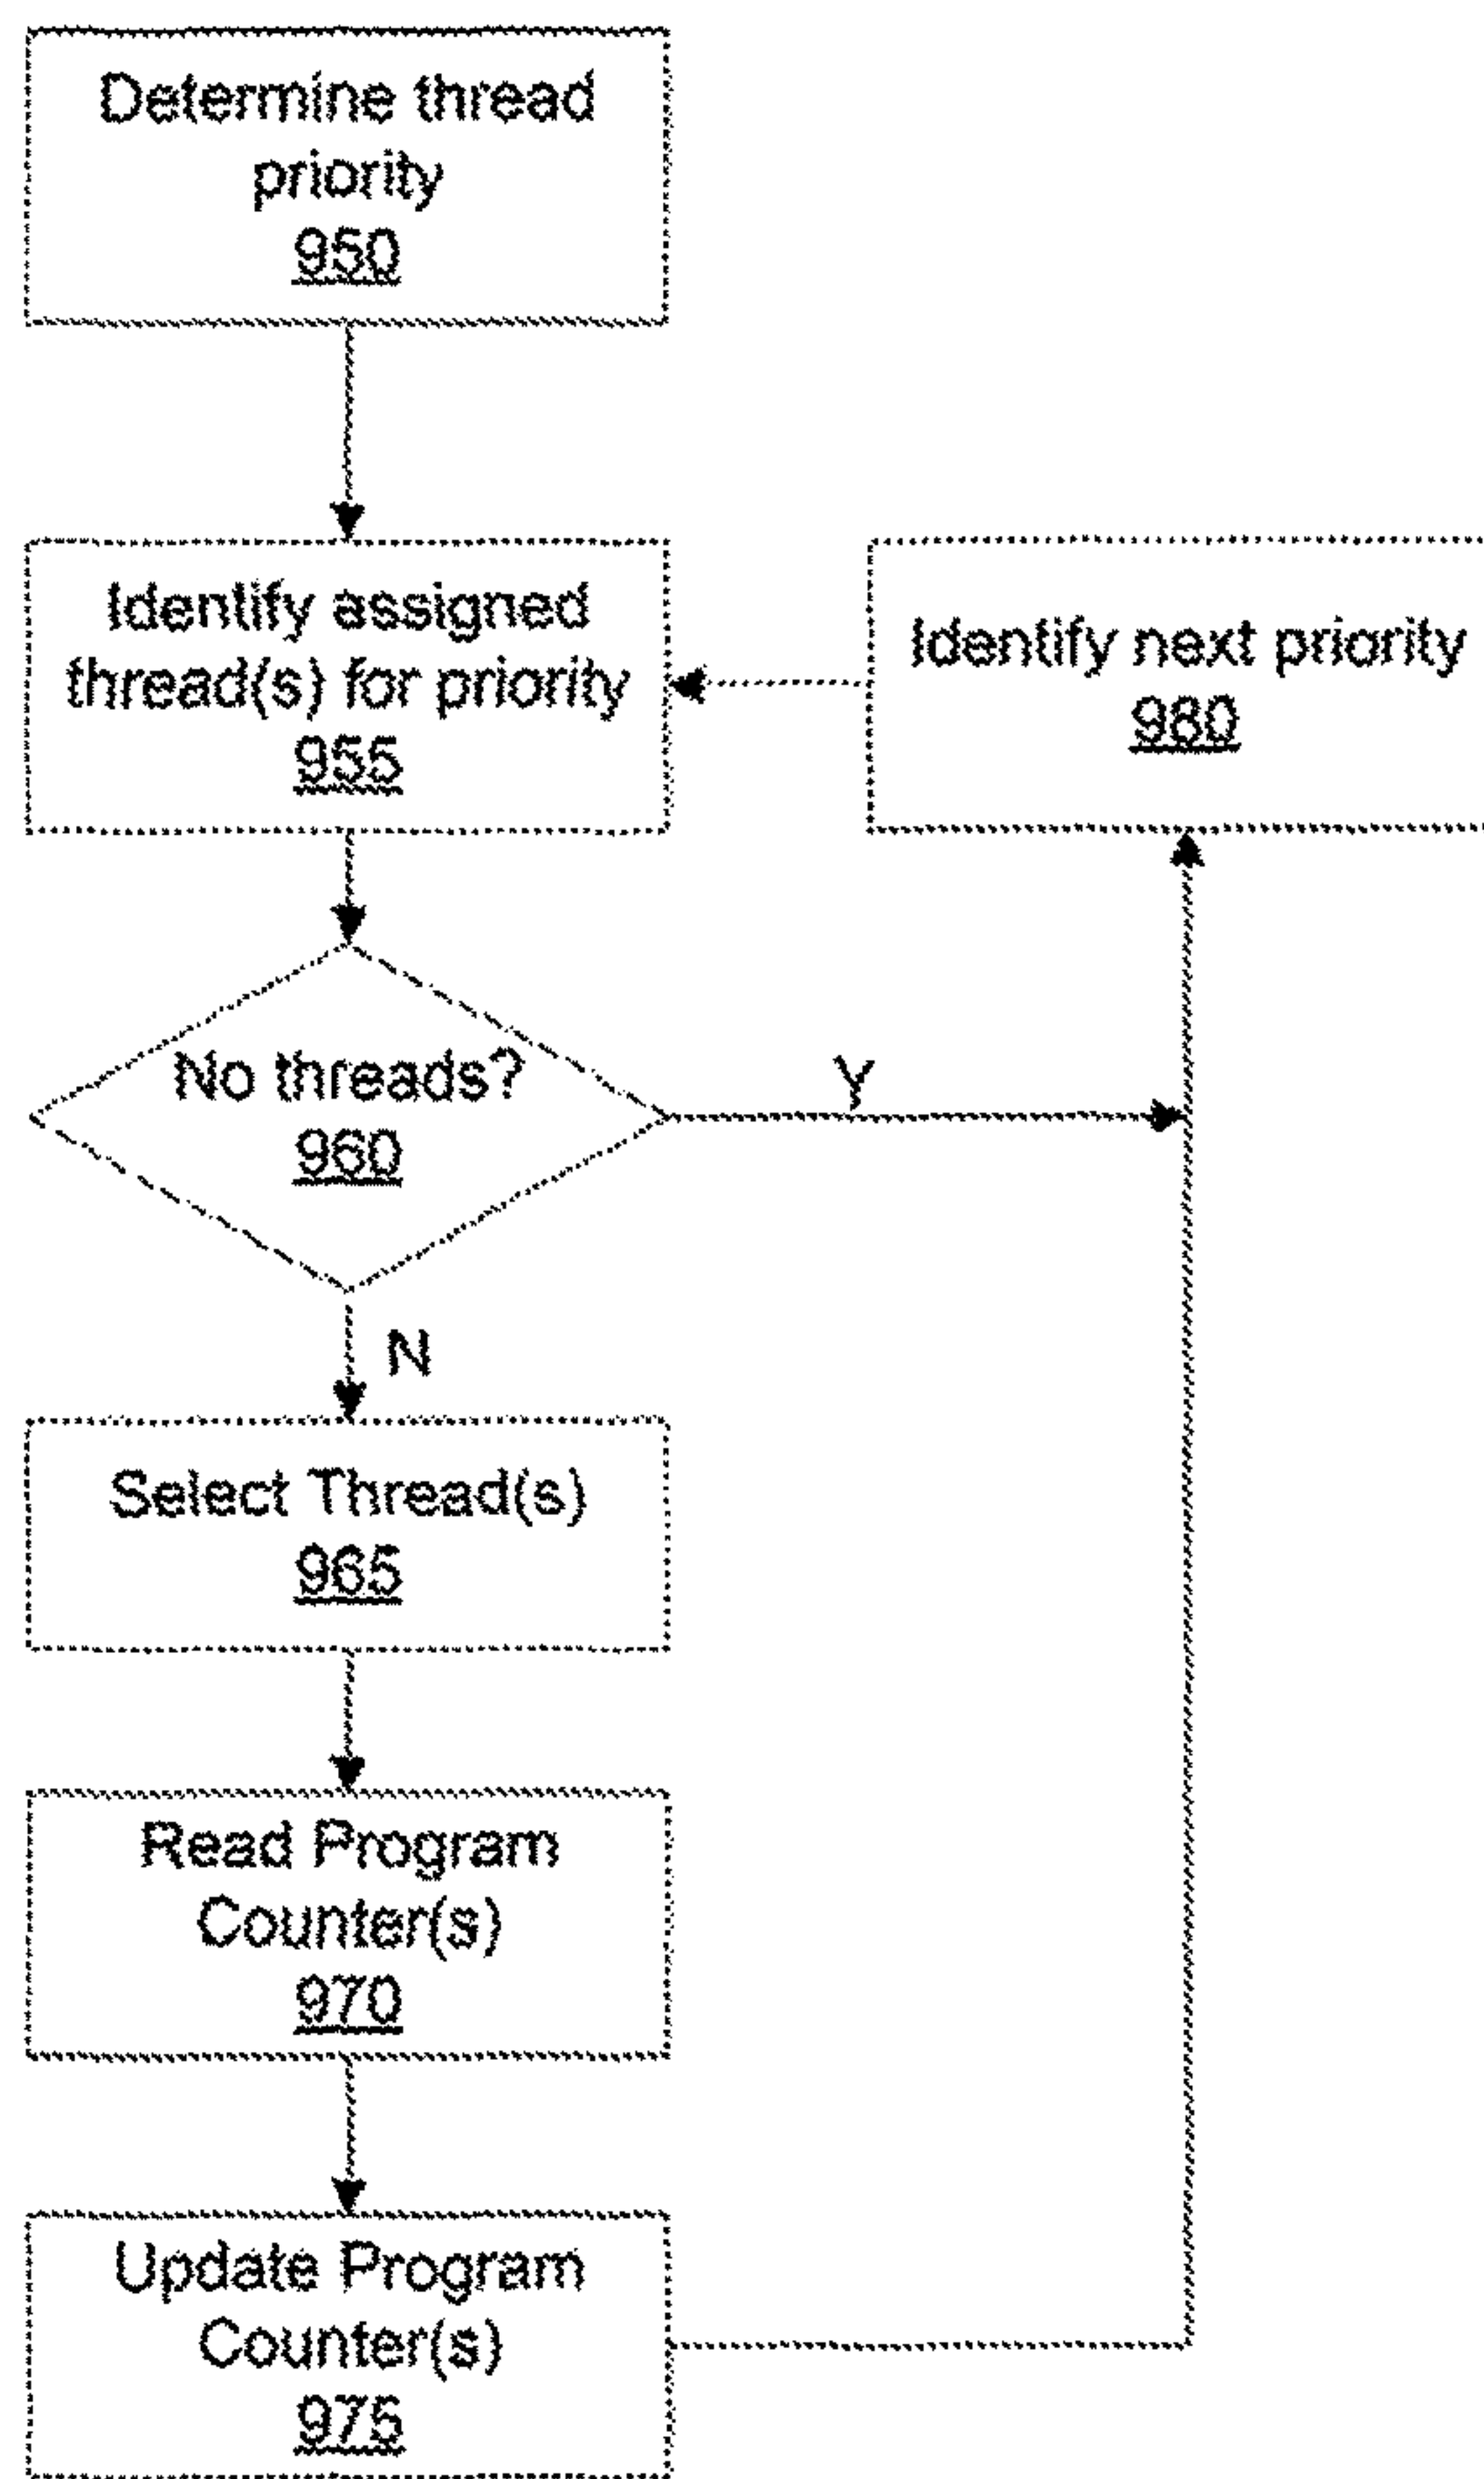 Determine thread
priority
950
Identify assigned
thread(s) for priority
955
Identify next priority
980
No threads?
960
Y
N
Select Thread(s)
965
Read Program
Counter(s)
970
Update Program
Counter(s)
975